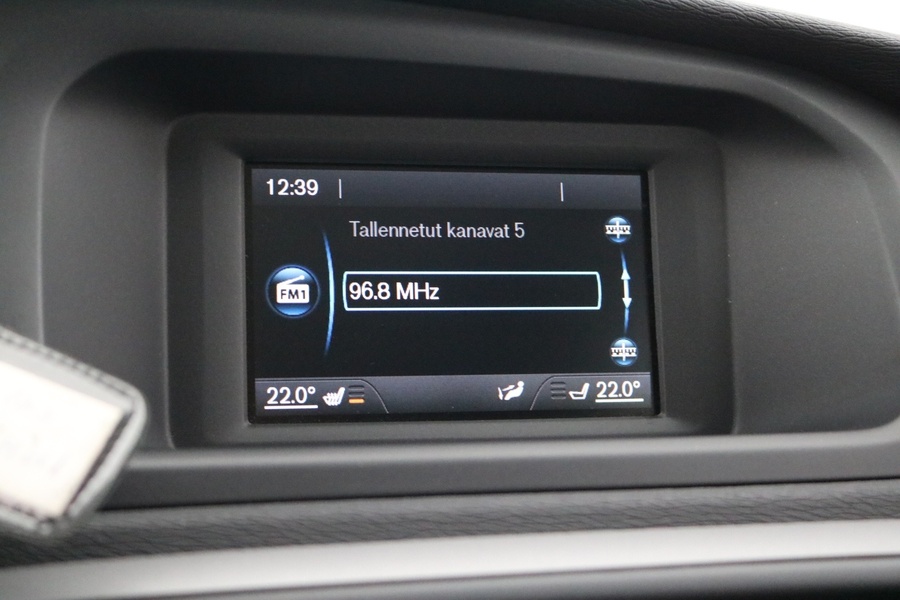 12:39
Tallennetut kanavat 5
FM1
96.8 MHz
22.0° 22.0°